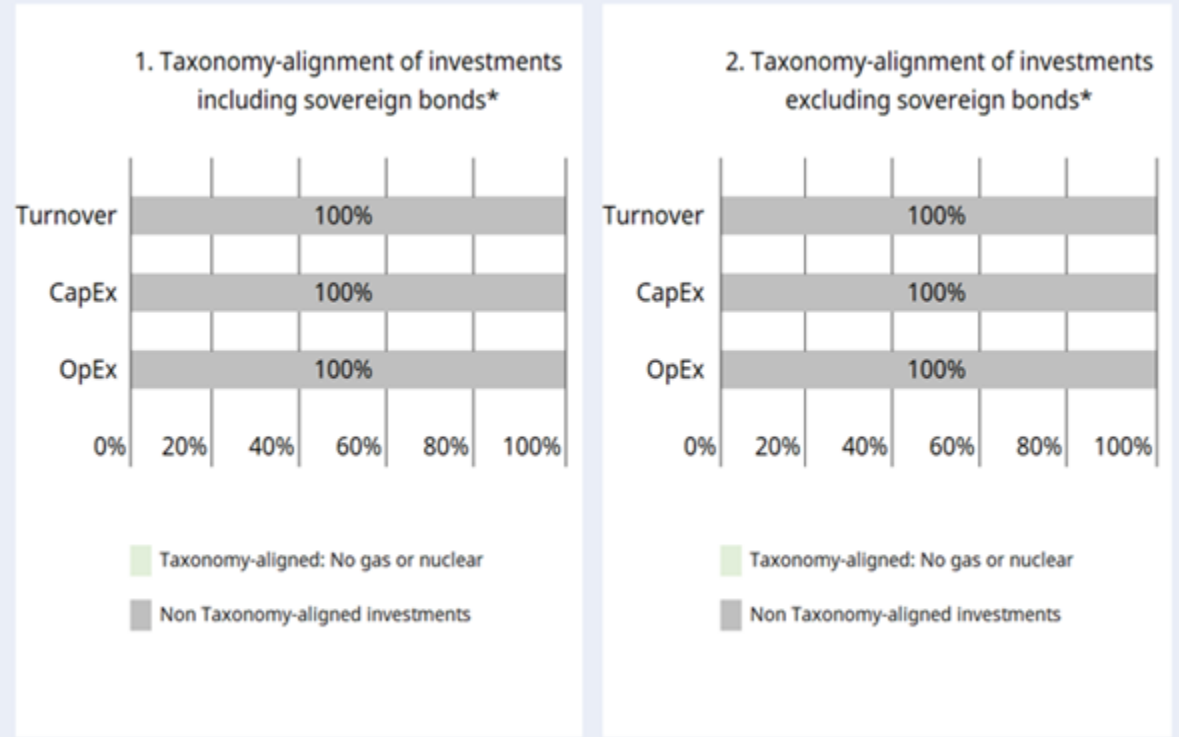 1. Taxonomy-alignment of investments
including sovereign bonds*
Turnover 100%
CapEx 100%
OpEx 100%
0% 20% 40% 60% 80% 100%
Taxonomy-aligned: No gas or nuclear
Non Taxonomy-aligned investments
2. Taxonomy-alignment of investments
excluding sovereign bonds*
Turnover 100%
CapEx 100%
OpEx 100%
0% 20% 40% 60% 80% 100%
Taxonomy-aligned: No gas or nuclear
Non Taxonomy-aligned investments